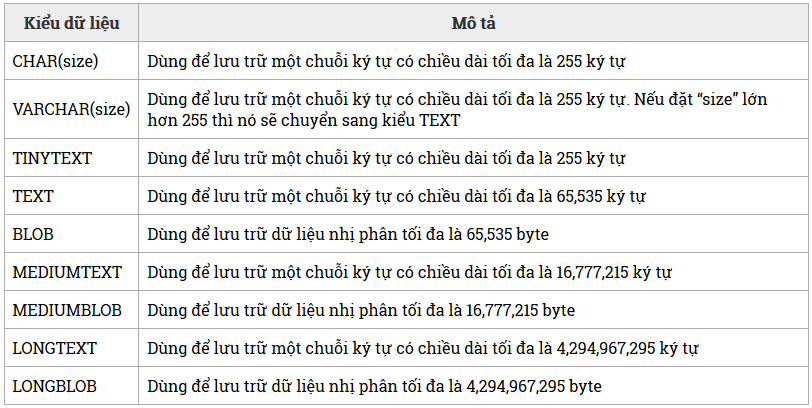 Kiểu dữ liệu Mô tả
CHAR(size) Dùng để lưu trữ một chuỗi ký tự có chiều dài tối đa là 255 ký tự
VARCHAR(size) Dùng để lưu trữ một chuỗi ký tự có chiều dài tối đa là 255 ký tự. Nếu đặt “size” lớn
hơn 255 thì nó sẽ chuyển sang kiểu TEXT
TINYTEXT Dùng để lưu trữ một chuỗi ký tự có chiều dài tối đa là 255 ký tự
TEXT Dùng để lưu trữ một chuỗi ký tự có chiều dài tối đa là 65,535 ký tự
BLOB Dùng để lưu trữ dữ liệu nhị phân tối đa là 65,535 byte
MEDIUMTEXT Dùng để lưu trữ một chuỗi ký tự có chiều dài tối đa là 16,777,215 ký tự
MEDIUMBLOB Dùng để lưu trữ dữ liệu nhị phân tối đa là 16,777,215 byte
LONGTEXT Dùng để lưu trữ một chuỗi ký tự có chiều dài tối đa là 4,294,967,295 ký tự
LONGBLOB Dùng để lưu trữ dữ liệu nhị phân tối đa là 4,294,967,295 byte